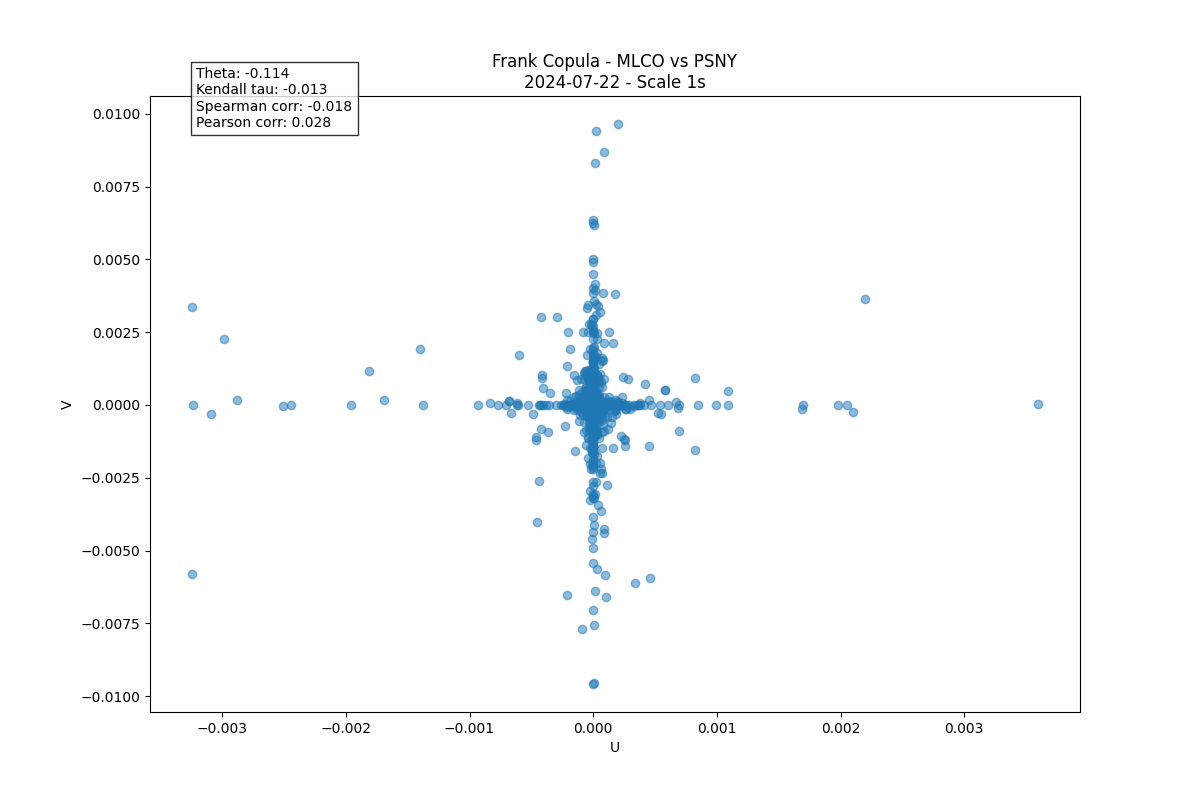 Frank Copula - MLCO vs PSNY
2024-07-22 - Scale 1s
Theta: -0.114
Kendall tau: -0.013
Spearman corr: -0.018
Pearson corr: 0.028
0.0100
0.0075
0.0050
0.0025
0.0000
−0.0025
−0.0050
−0.0075
−0.0100
V
−0.003
−0.002
−0.001
0.000
0.001
0.002
0.003
U